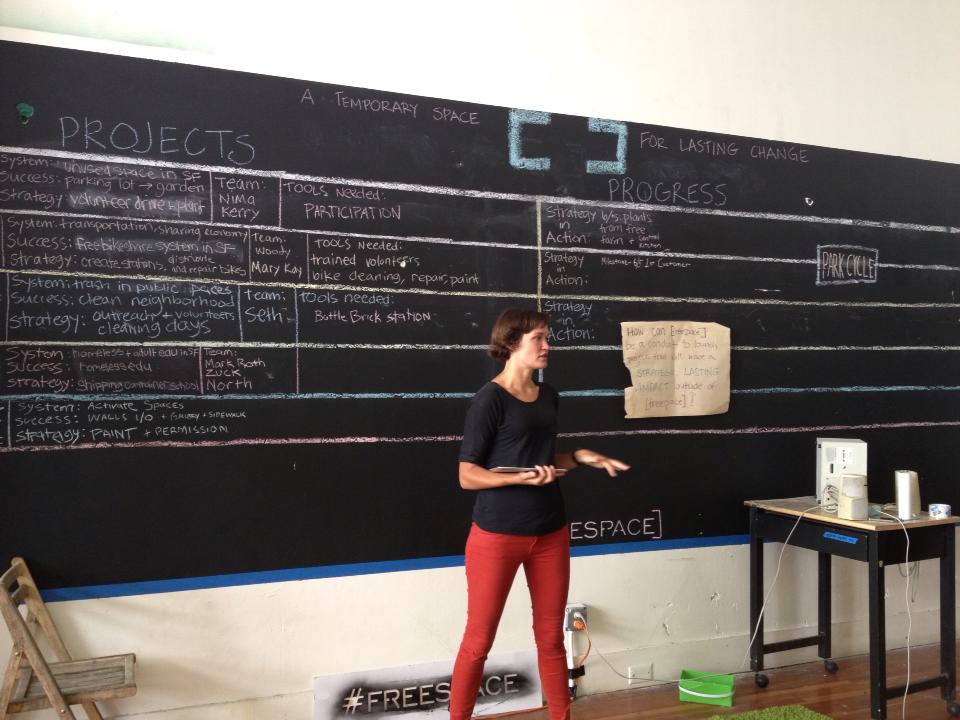 A TEMPORARY SPACE
[ ]
FOR LASTING CHANGE
PROJECTS
PROGRESS
System: unused space in SF
Success: parking lot → garden
Strategy: volunteer drive + plant
Team:
Nima
Kerry
TOOLS Needed:
PARTICIPATION
Strategy b/s. plants
in from free
Action: farm +
System: transportation, sharing economy
Success: Free bike share system in SF
Strategy: create stations, distribute
and repair bikes
Team:
Woody
Mary Kay
TOOLS Needed:
trained volonteers
bike cleaning, repair, paint
Strategy
in
Action:
1st Customer
PARK CYCLE
System: trash in public places
Success: clean neighborhood
Strategy: outreach + volunteers
cleaning days
Team:
Seth
tools needed:
Bottle Brick station
Strategy
in
Action:
System: homeless + adult edu in SF
Success: homeless edu
Strategy: shipping container school
Team:
Mark Roth
Zuck
North
System: Activate Spaces
Success: WALLS I/O + Gallery + SIDEWALK
Strategy: PAINT + PERMISSION
HOW CAN [freespace]
be a conduit to launch
projects that will have a
STRATEGIC LASTING
IMPACT outside of
[freespace]?
ESPACE]
#FREESPACE